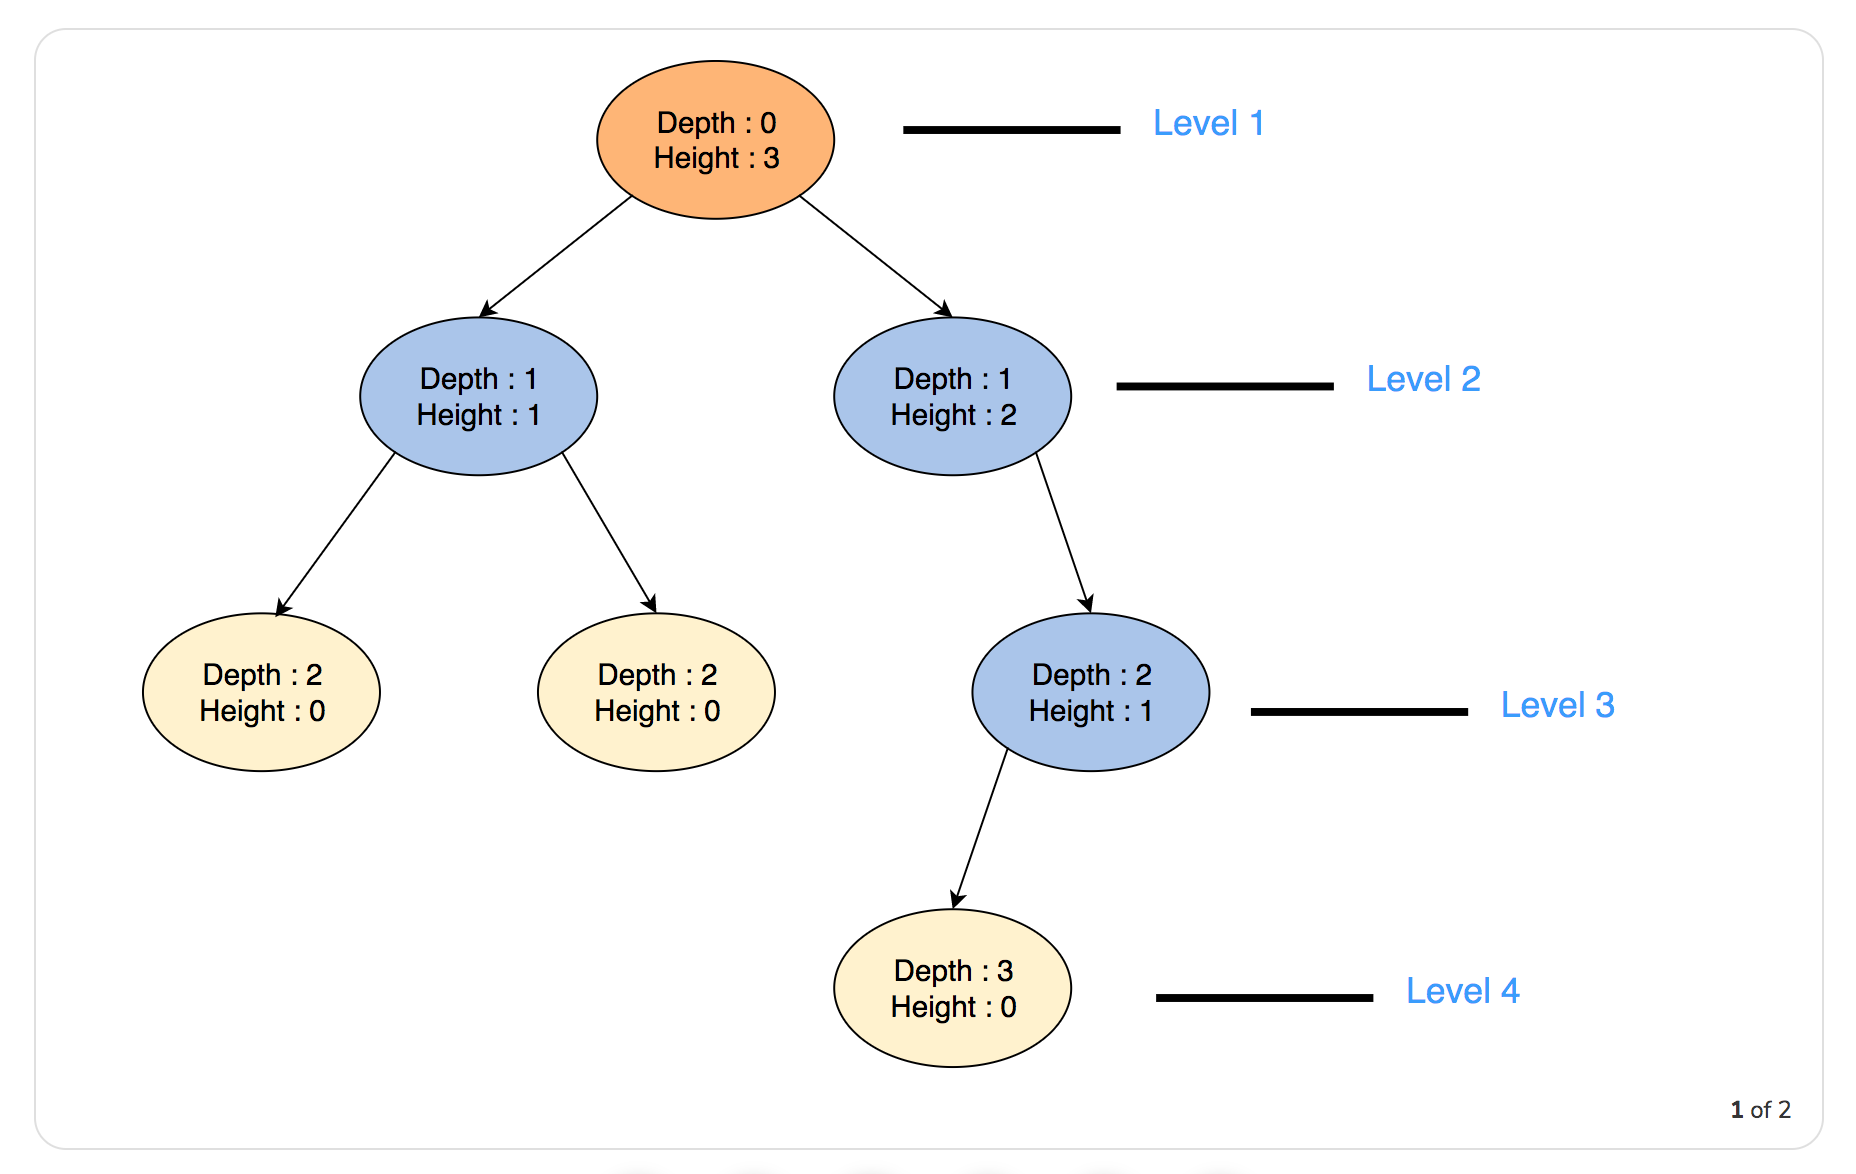 Depth : 0
Height : 3
Level 1
Depth : 1
Height : 1
Depth : 1
Height : 2
Level 2
Depth : 2
Height : 0
Depth : 2
Height : 0
Depth : 2
Height : 1
Level 3
Depth : 3
Height : 0
Level 4
1 of 2